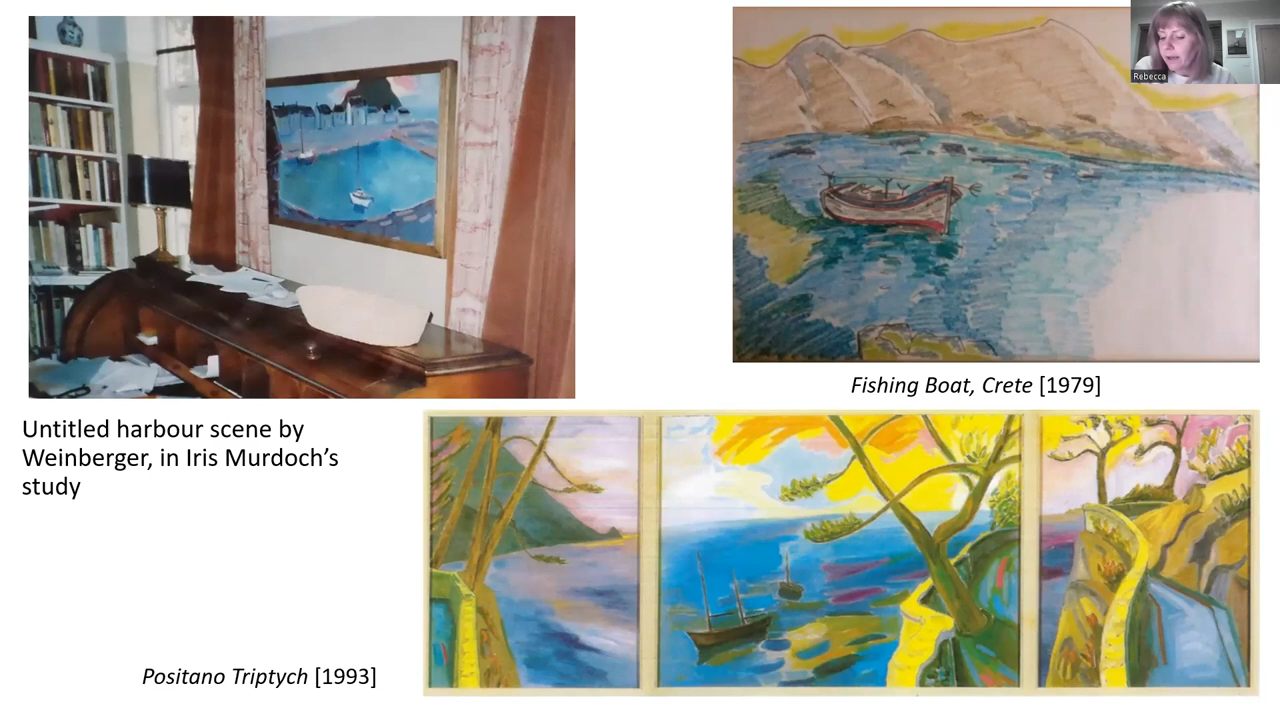 Rebecca
Fishing Boat, Crete [1979]
Untitled harbour scene by
Weinberger, in Iris Murdoch’s
study
Positano Triptych [1993]